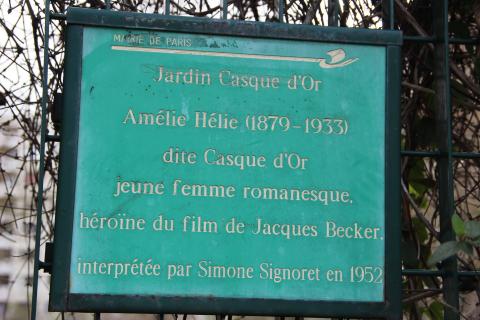 MAIRIE DE PARIS
Jardin Casque d'Or
Amélie Hélie (1879-1933)
dite Casque d'Or
jeune femme romanesque,
héroïne du film de Jacques Becker,
interprétée par Simone Signoret en 1952